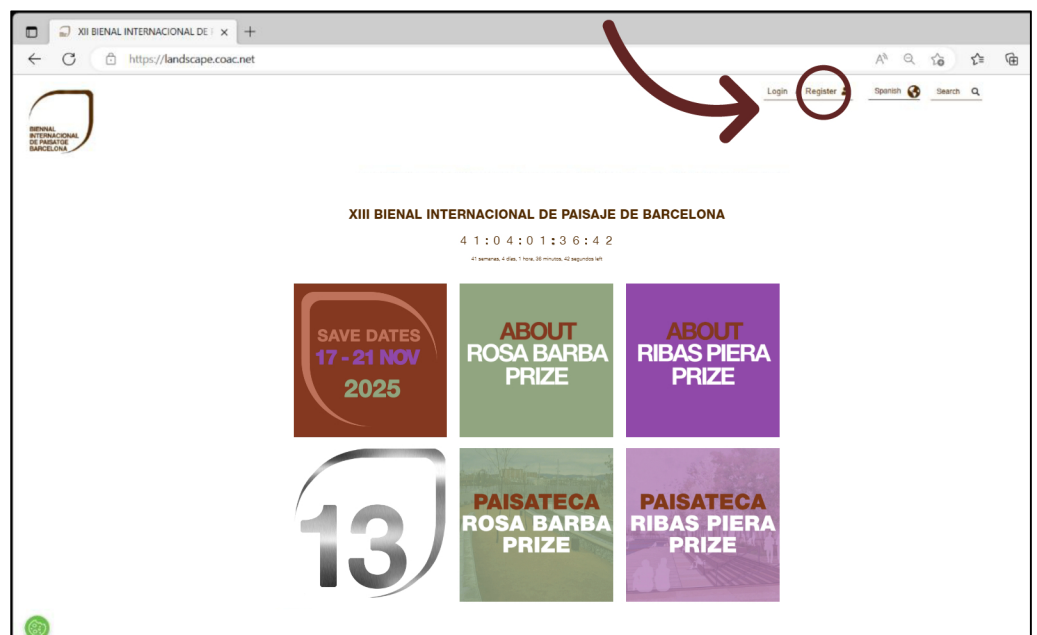 XII BIENAL INTERNACIONAL DE
https://landscape.coac.net
Login Register Spanish Search
BIENNAL
INTERNACIONAL
DE PAISATGE
BARCELONA
XIII BIENAL INTERNACIONAL DE PAISAJE DE BARCELONA
41:04:01:36:42
41 semanas, 4 días, 1 hora, 36 minutos, 42 segundos left
SAVE DATES
17 - 21 NOV
2025
ABOUT
ROSA BARBA
PRIZE
ABOUT
RIBAS PIERA
PRIZE
13
PAISATECA
ROSA BARBA
PRIZE
PAISATECA
RIBAS PIERA
PRIZE